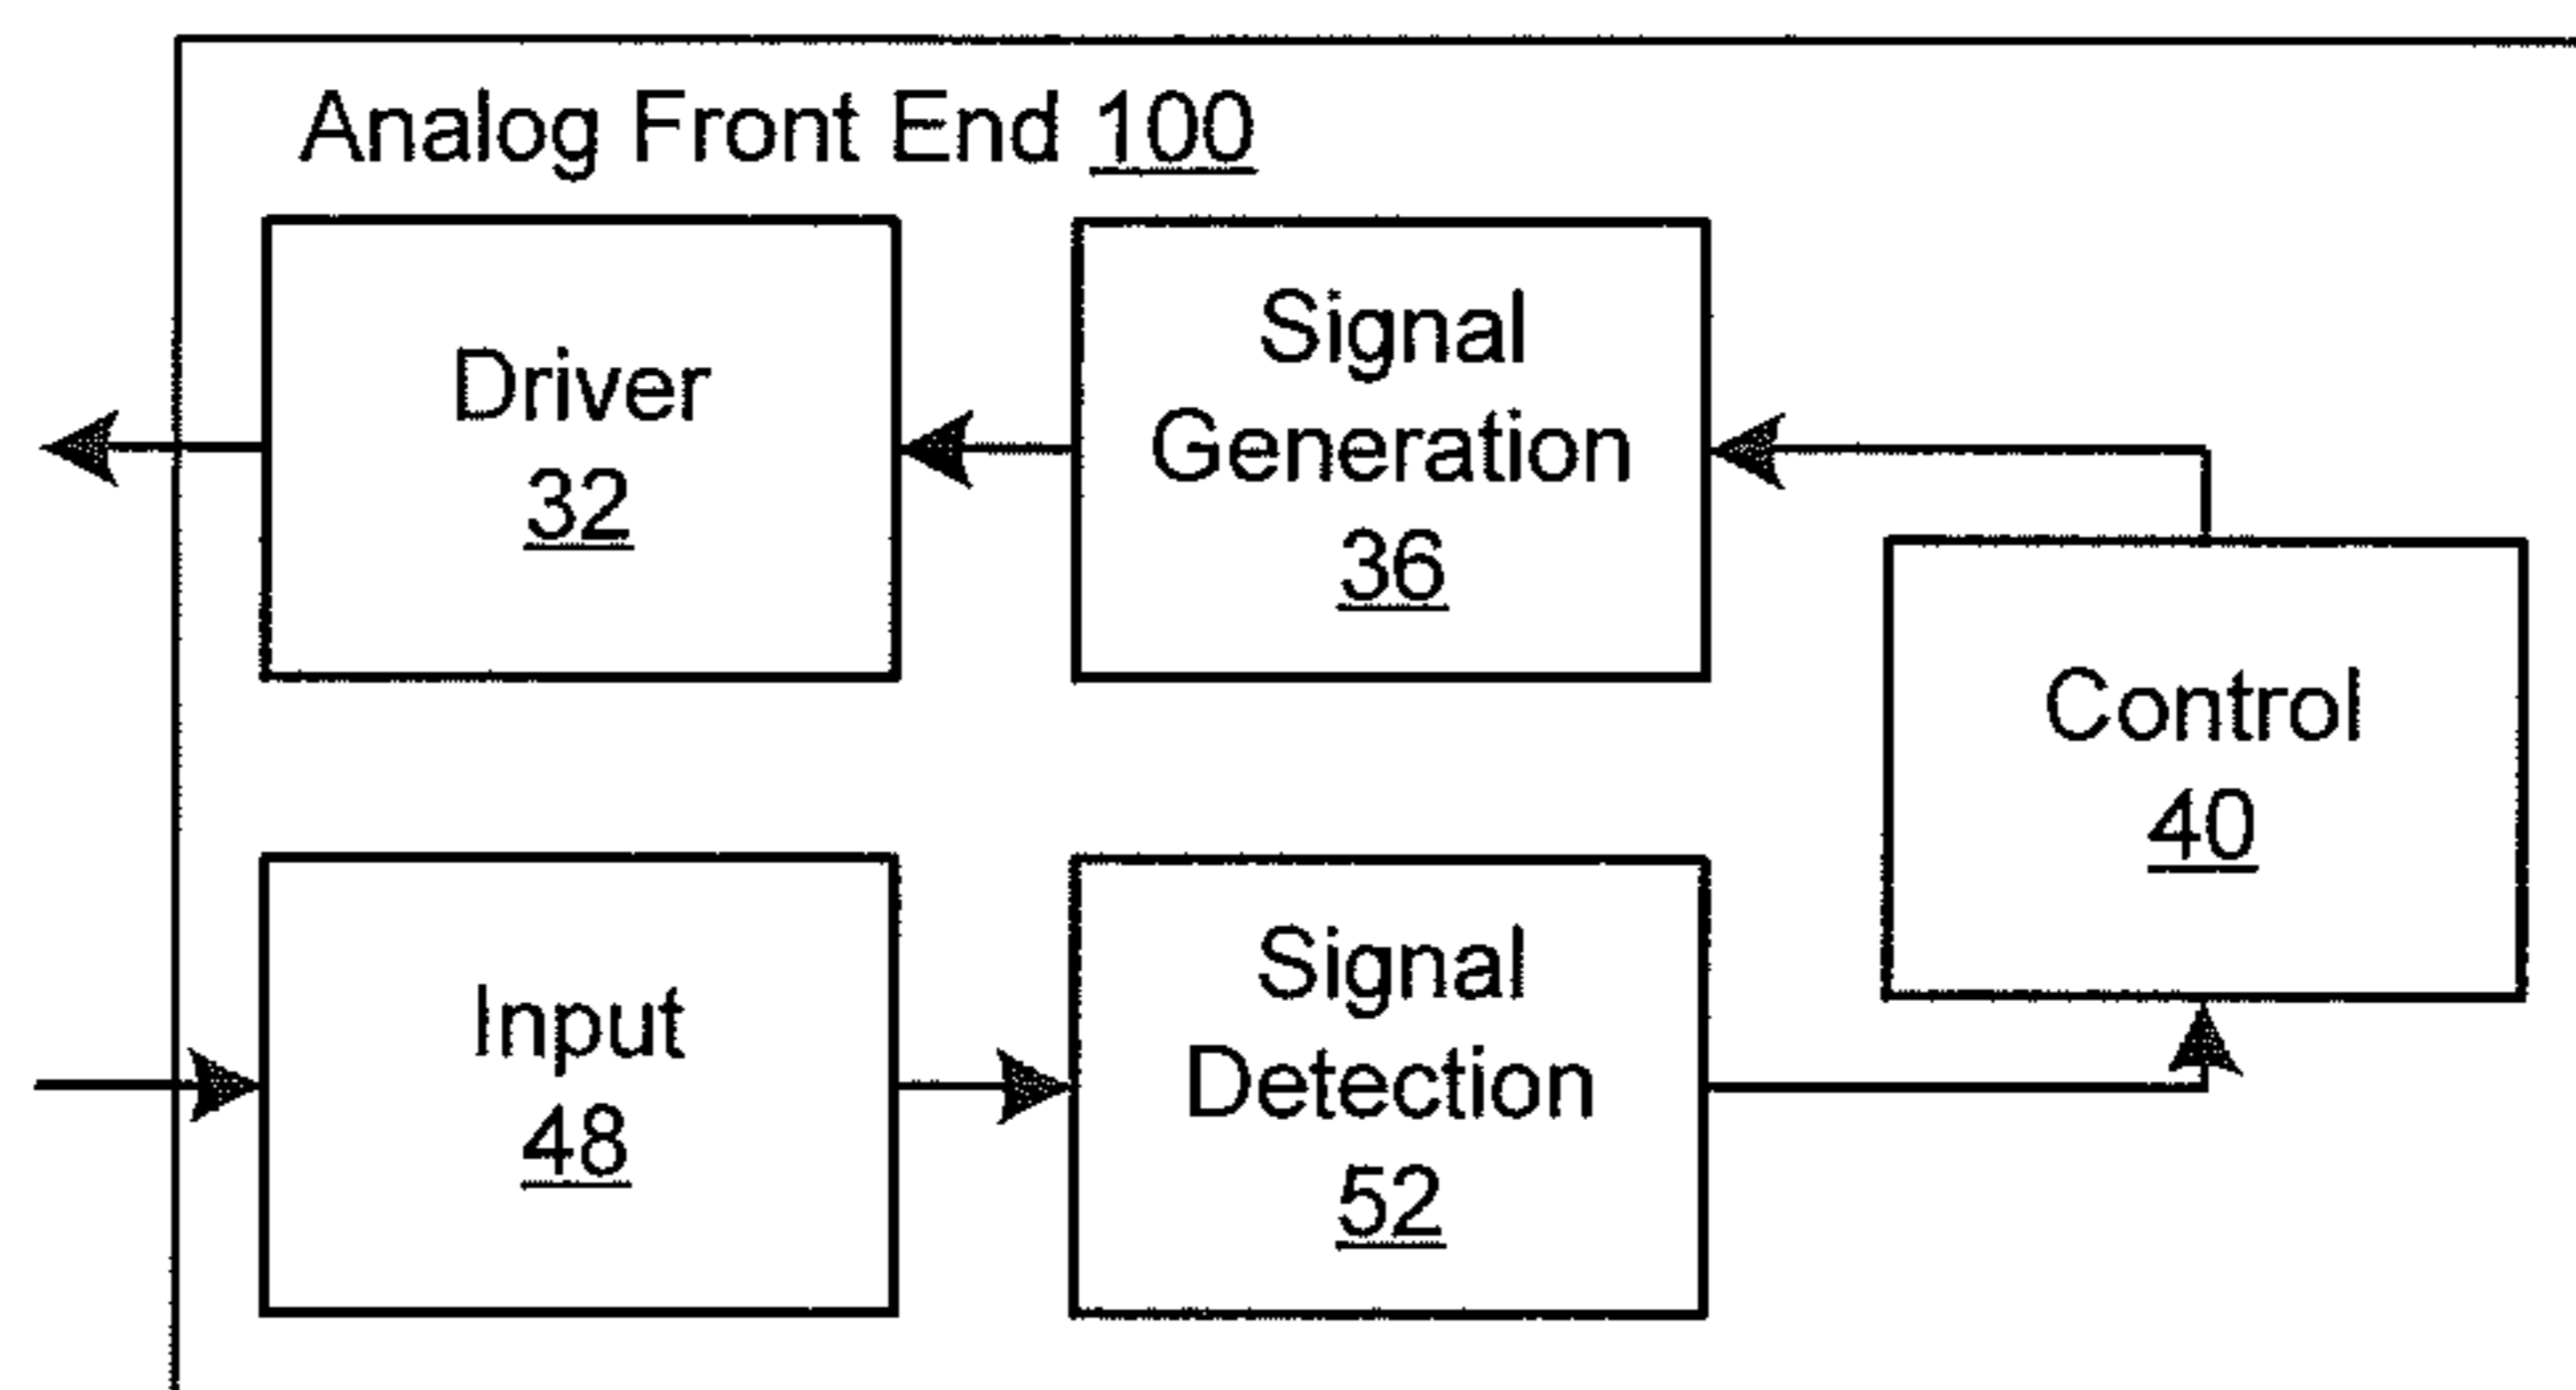 Analog Front End 100
Driver
32
Signal
Generation
36
Control
40
Input
48
Signal
Detection
52